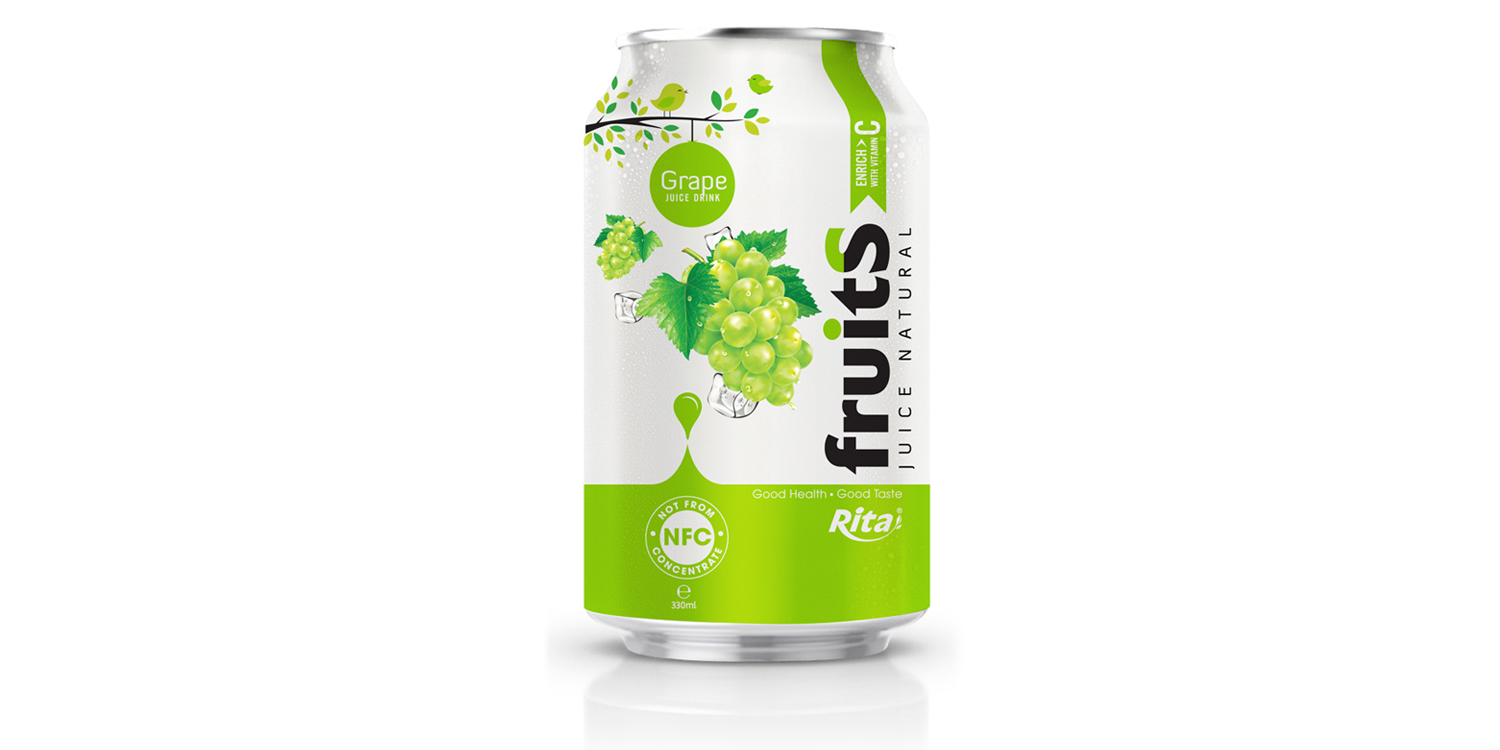 ENRICH >
WITH VITAMIN C
Grape
JUICE DRINK
fruits
JUICE NATURAL
Good Health • Good Taste
Rita®
NOT FROM
NFC
CONCENTRATE
℮
330ml